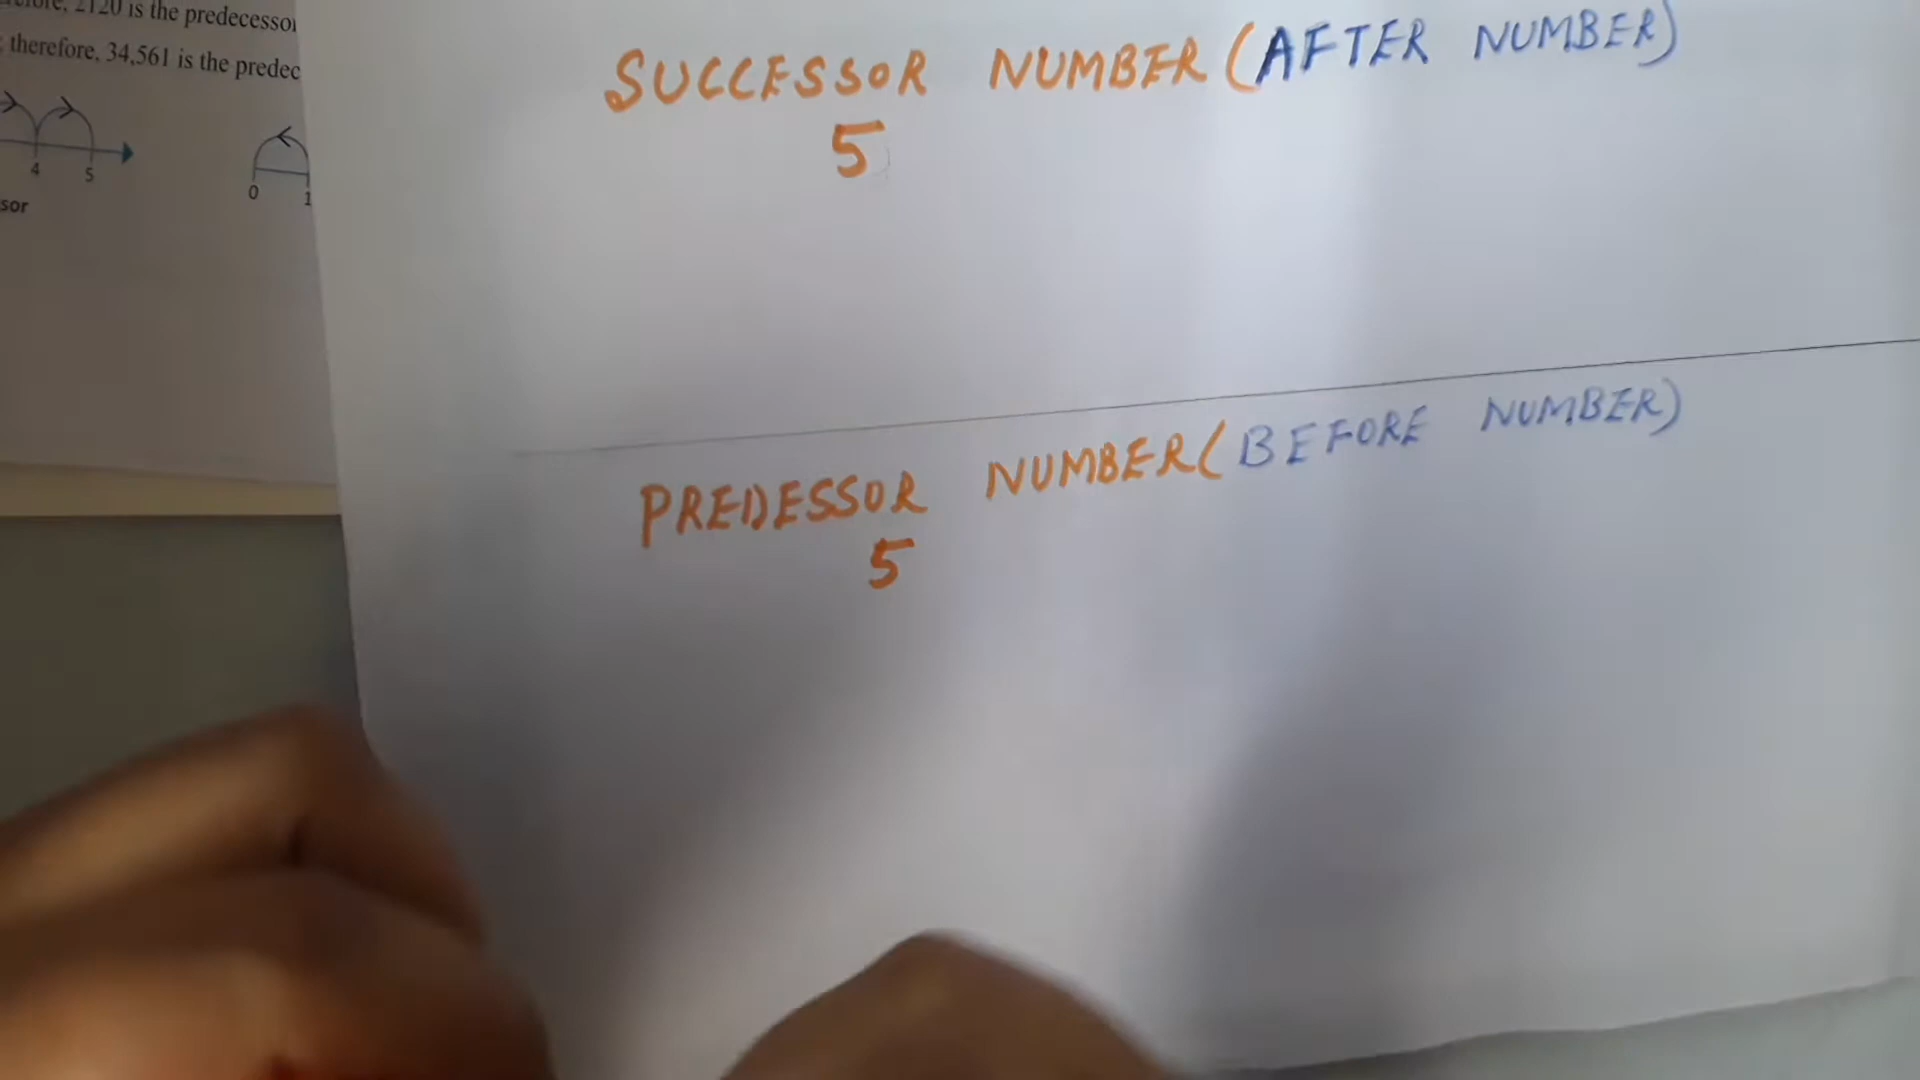 2120 is the predecessor
therefore, 34,561 is the predec
4 5
sor
0 1
SUCCESSOR NUMBER (AFTER NUMBER)
5
PREDESSOR NUMBER (BEFORE NUMBER)
5